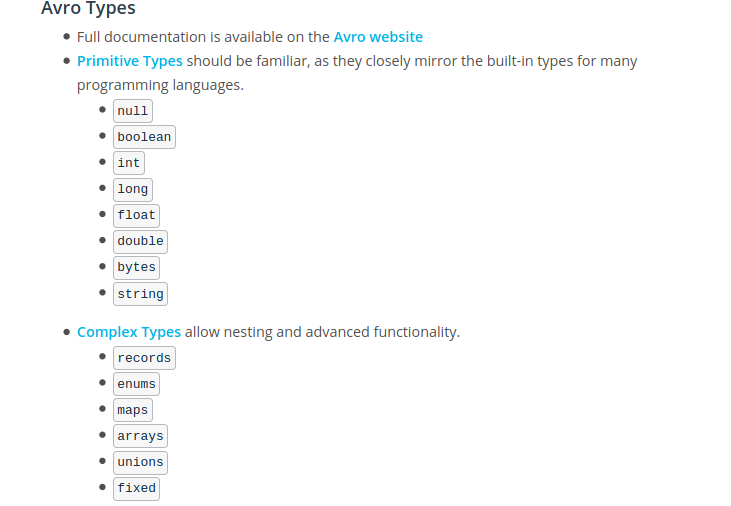 Avro Types
Full documentation is available on the Avro website
Primitive Types should be familiar, as they closely mirror the built-in types for many
programming languages.
null
boolean
int
long
float
double
bytes
string
Complex Types allow nesting and advanced functionality.
records
enums
maps
arrays
unions
fixed